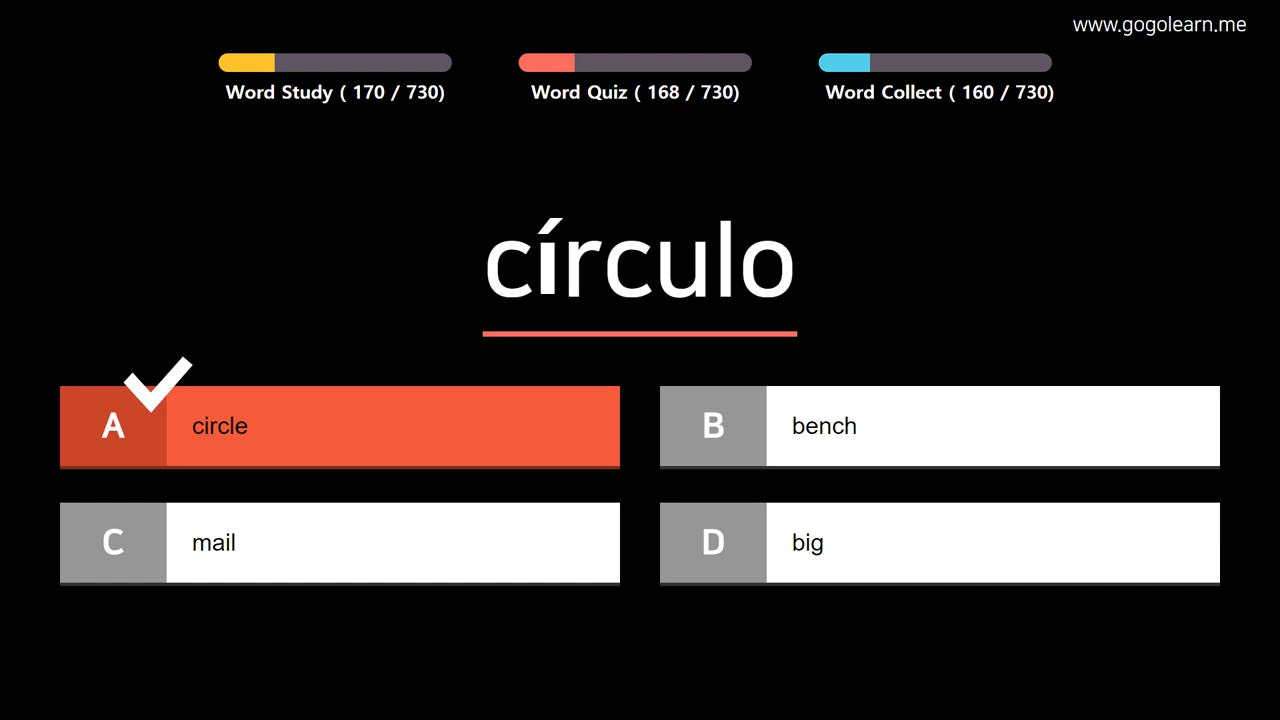 www.gogolearn.me
Word Study ( 170 / 730)
Word Quiz ( 168 / 730)
Word Collect ( 160 / 730)
círculo
A circle
B bench
C mail
D big